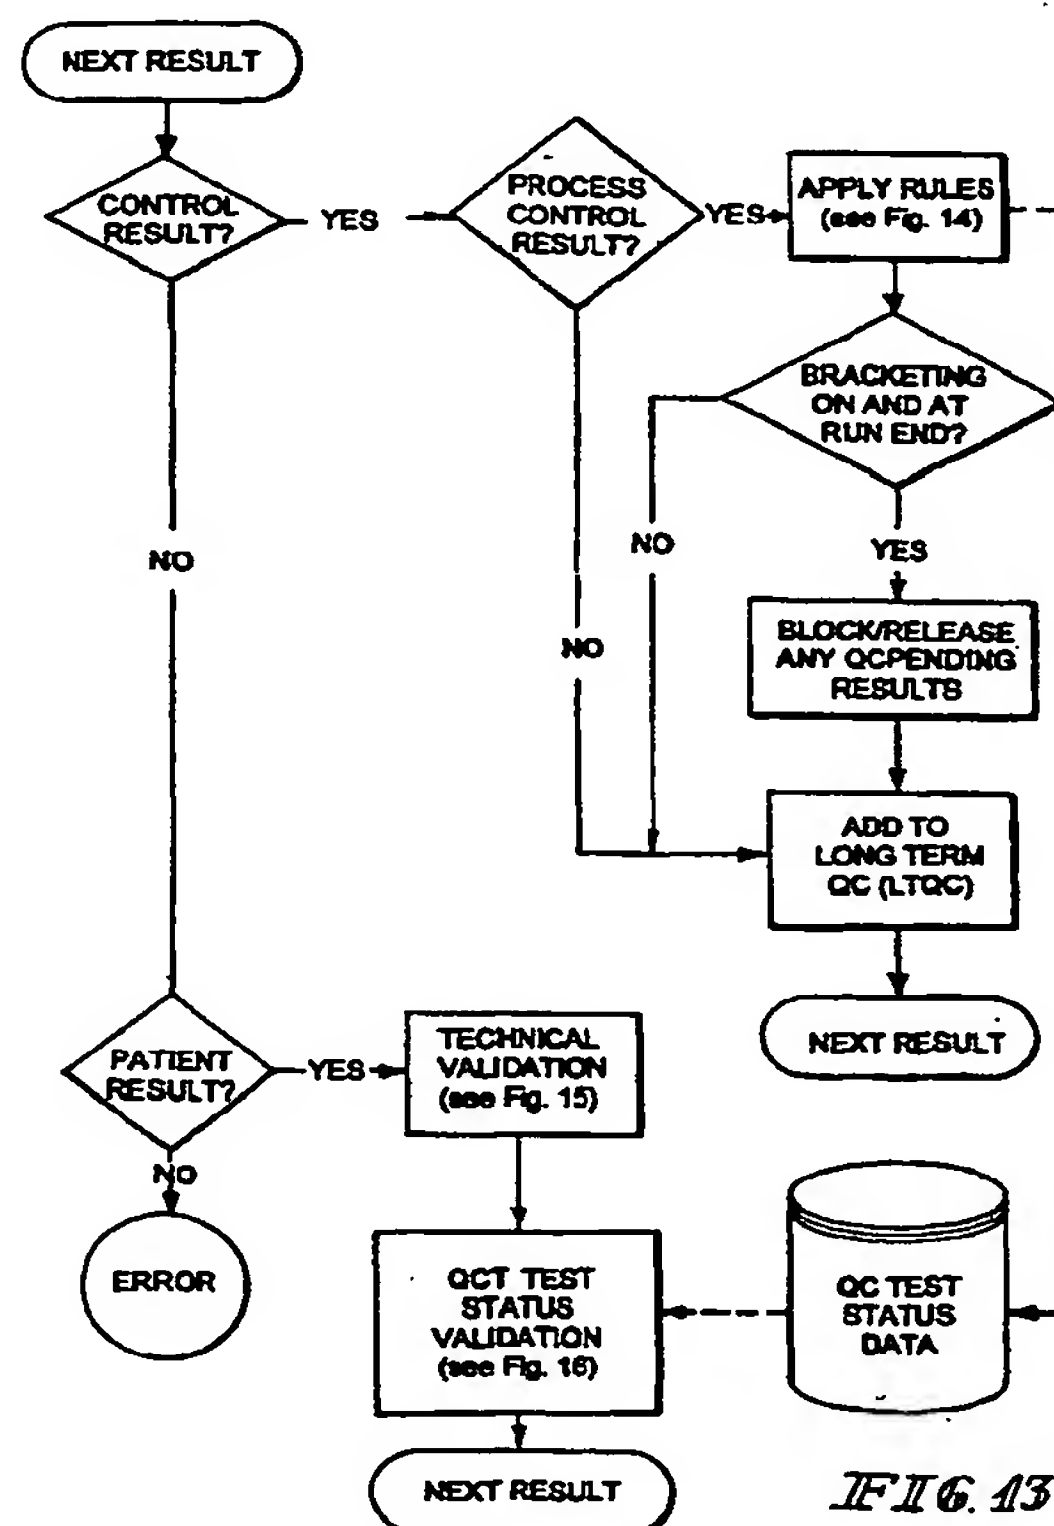 NEXT RESULT
CONTROL
RESULT?
YES
PROCESS
CONTROL
RESULT?
YES
APPLY RULES
(see Fig. 14)
BRACKETING
ON AND AT
RUN END?
NO
NO
YES
NO
BLOCK/RELEASE
ANY QCPENDING
RESULTS
ADD TO
LONG TERM
QC (LTQC)
NEXT RESULT
PATIENT
RESULT?
YES
TECHNICAL
VALIDATION
(see Fig. 15)
NO
ERROR
QCT TEST
STATUS
VALIDATION
(see Fig. 16)
QC TEST
STATUS
DATA
NEXT RESULT
FIG. 13